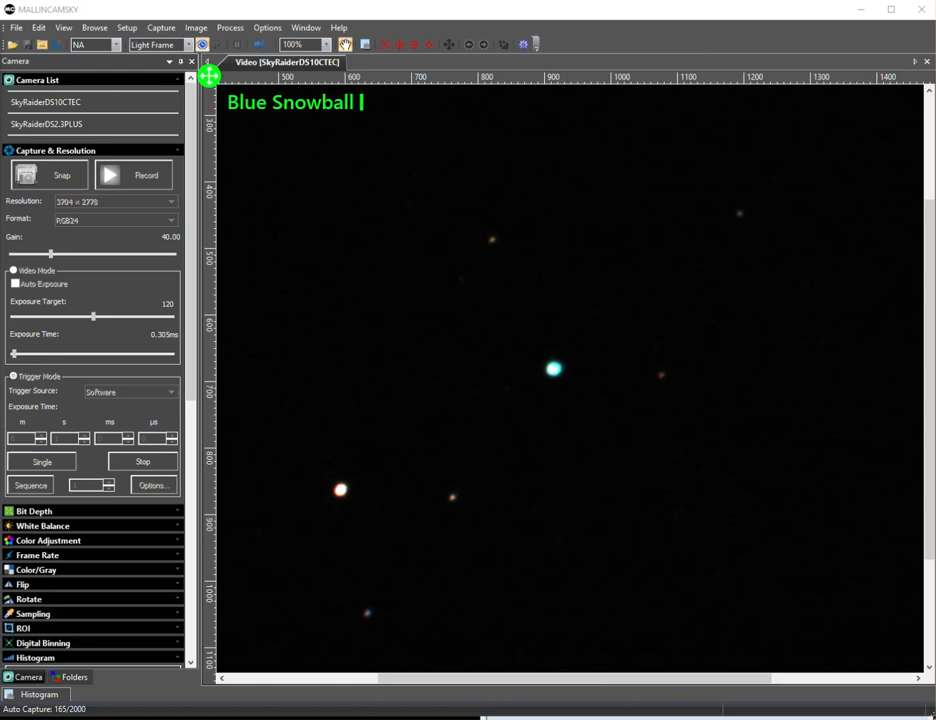 MALLINCAMSKY
File Edit View Browse Setup Capture Image Process Options Window Help
NA Light Frame 100%
Camera Video [SkyRaiderDS10CTEC]
500 600 700 800 900 1000 1100 1200 1300 1400
Blue Snowball
300
400
500
600
700
800
900
1000
1100
Camera List
SkyRaiderDS10CTEC
SkyRaiderDS2.3PLUS
Capture & Resolution
Snap Record
Resolution: 3704 × 2778
Format: RGB24
Gain: 40.00
Video Mode
Auto Exposure
Exposure Target: 120
Exposure Time: 0.305ms
Trigger Mode
Trigger Source: Software
Exposure Time:
m s ms µs
0 1 0 0
Single Stop
Sequence 1 Options...
Bit Depth
White Balance
Color Adjustment
Frame Rate
Color/Gray
Flip
Rotate
Sampling
ROI
Digital Binning
Histogram
Camera Folders
Histogram
Auto Capture: 165/2000